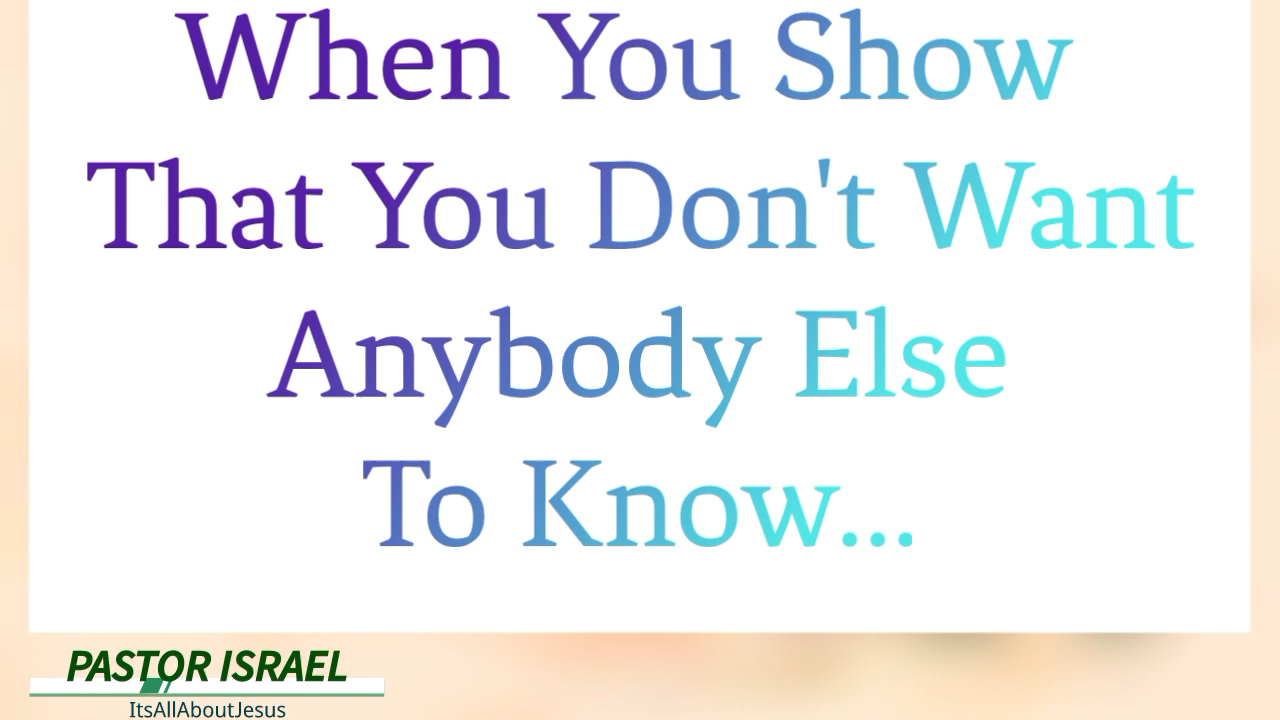 When You Show
That You Don't Want
Anybody Else
To Know...
PASTOR ISRAEL
ItsAllAboutJesus